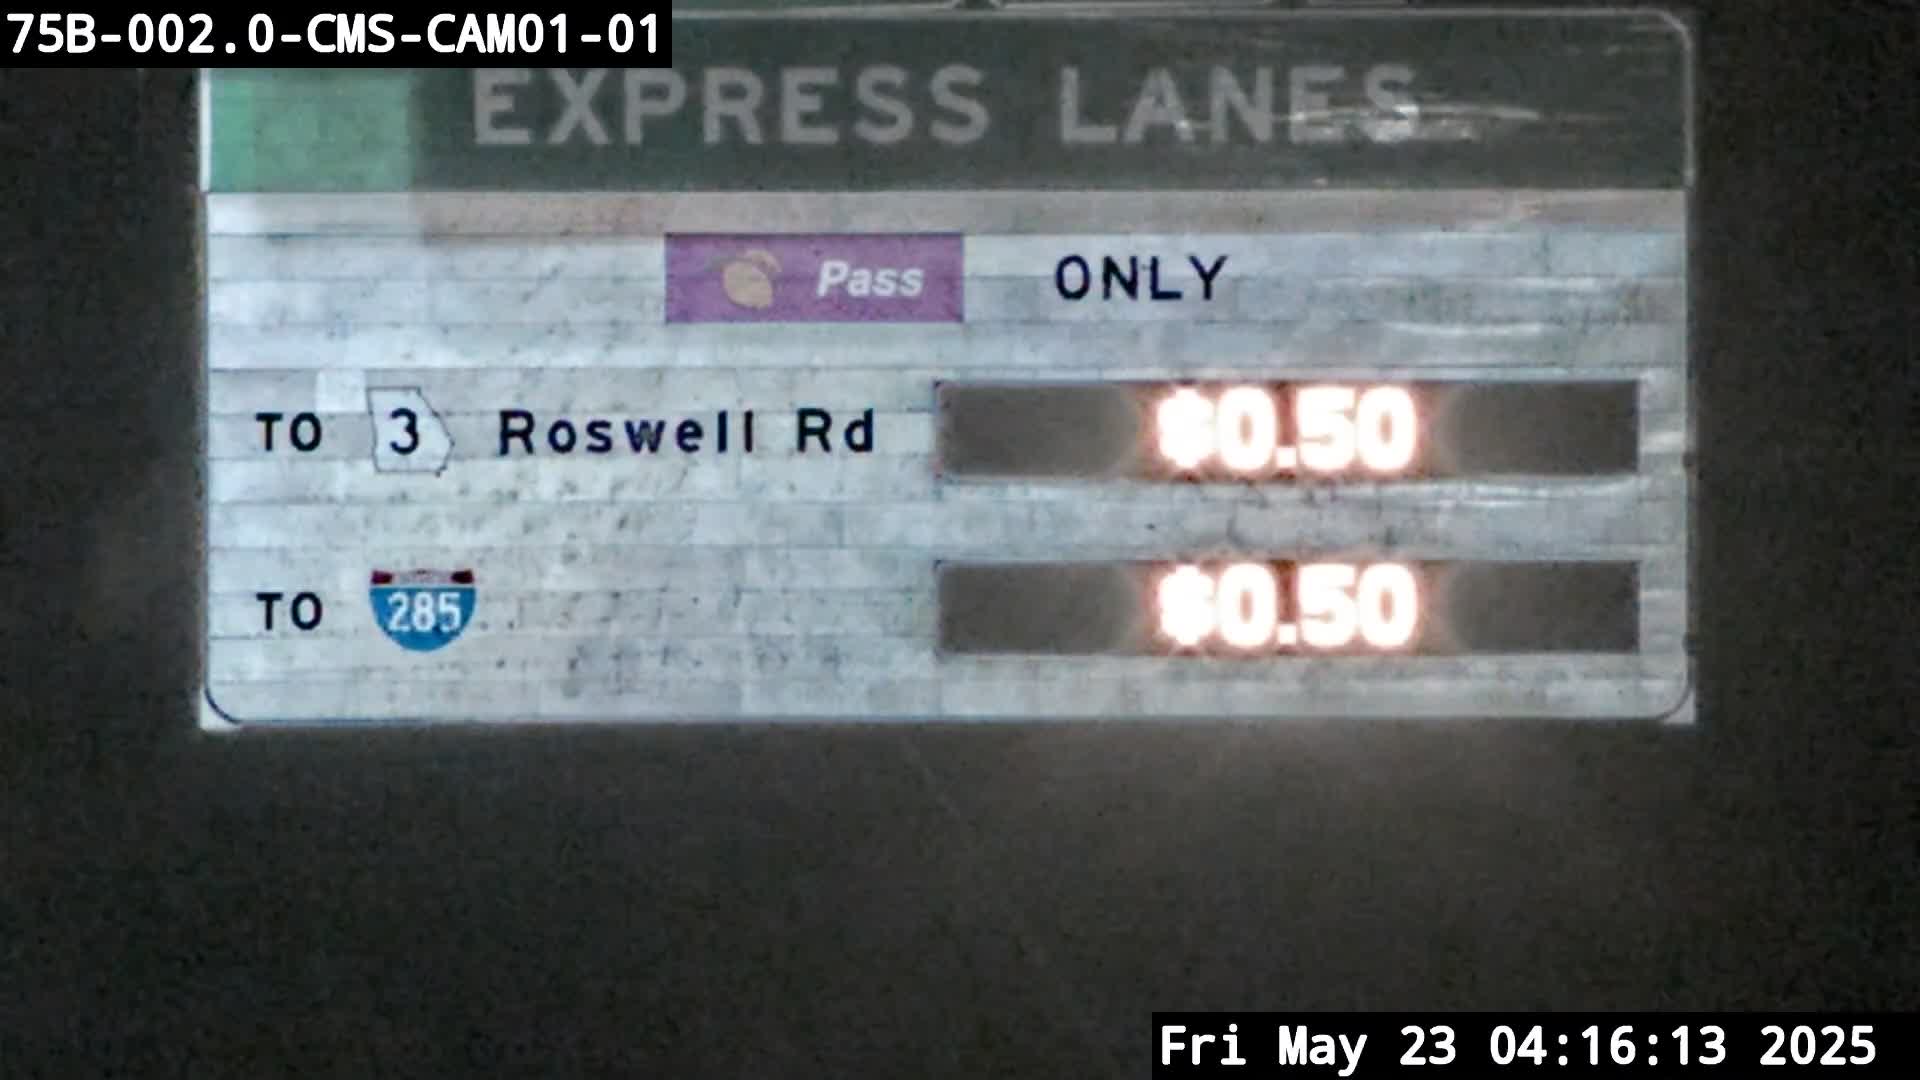 75B-002.0-CMS-CAM01-01
EXPRESS LANES
Pass ONLY
TO 3 Roswell Rd $0.50
TO 285 $0.50
Fri May 23 04:16:13 2025